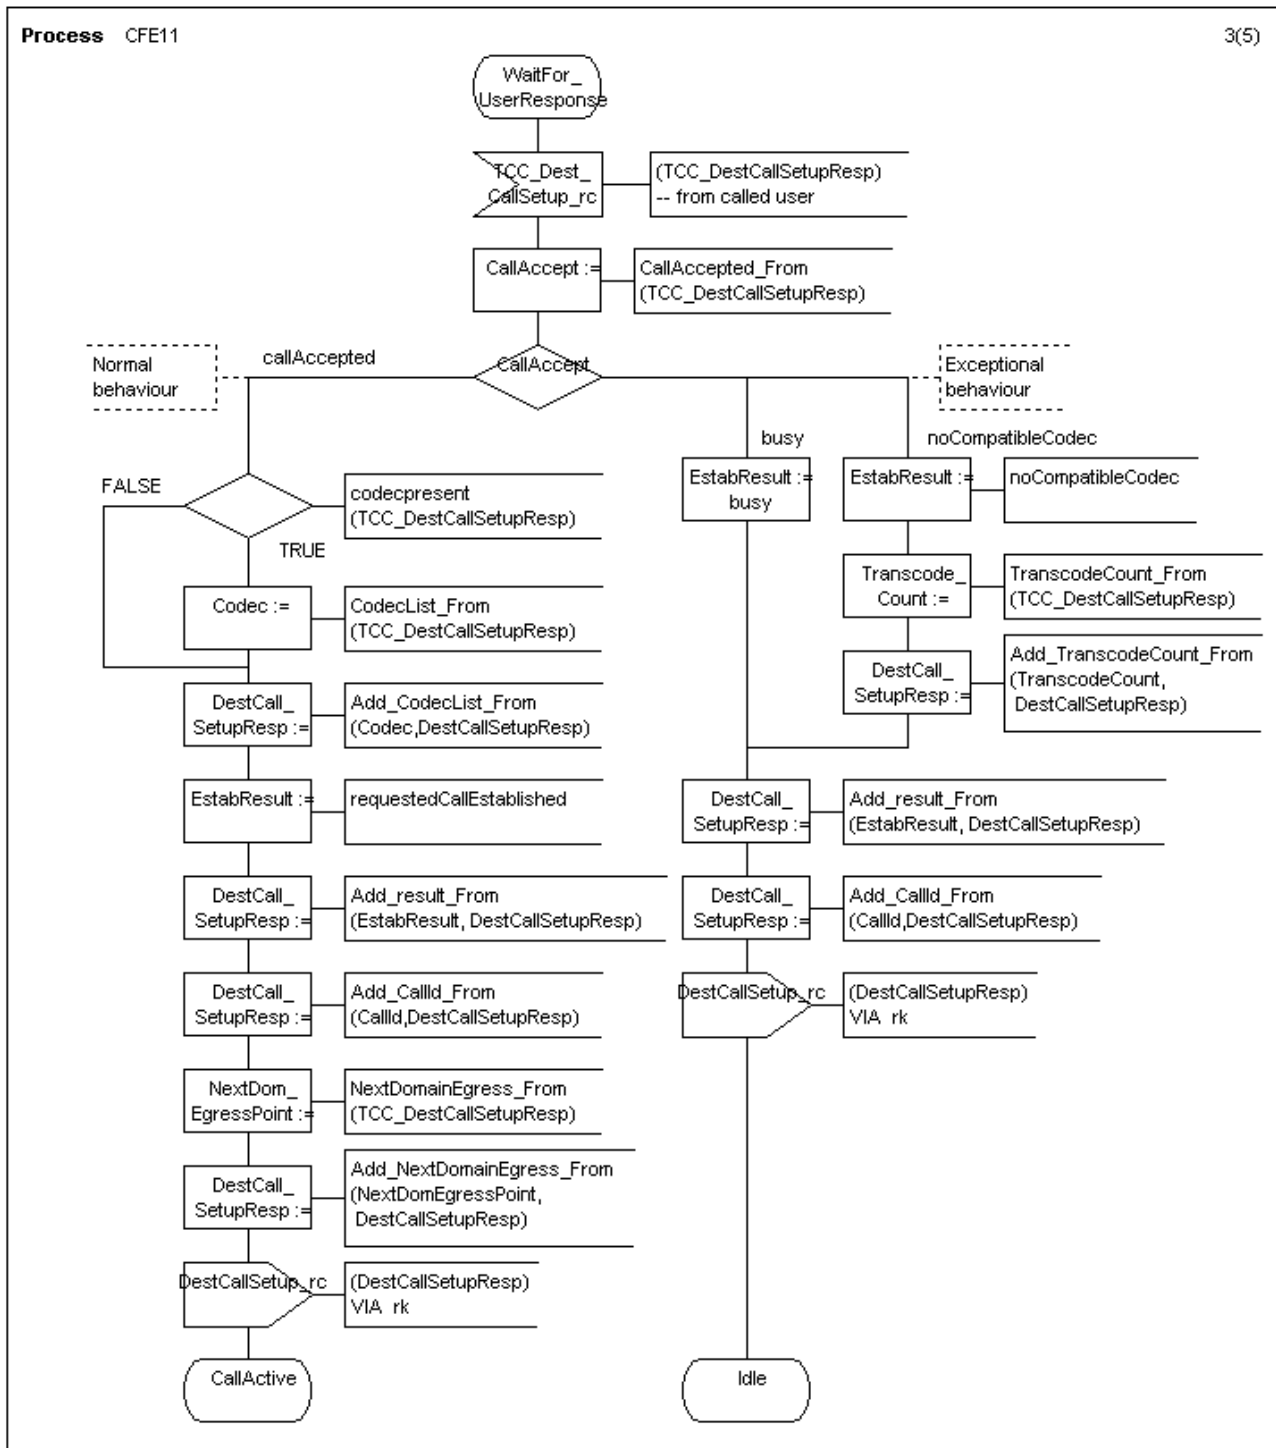 Process CFE11
3(5)
WaitFor_
UserResponse
TCC_Dest_
CallSetup_rc
(TCC_DestCallSetupResp)
-- from called user
CallAccept :=
CallAccepted_From
(TCC_DestCallSetupResp)
Normal
behaviour
callAccepted
CallAccept
Exceptional
behaviour
busy
noCompatibleCodec
FALSE
codecpresent
(TCC_DestCallSetupResp)
TRUE
EstabResult :=
busy
EstabResult :=
noCompatibleCodec
Codec :=
CodecList_From
(TCC_DestCallSetupResp)
Transcode_
Count :=
TranscodeCount_From
(TCC_DestCallSetupResp)
DestCall_
SetupResp :=
Add_TranscodeCount_From
(TranscodeCount,
DestCallSetupResp)
DestCall_
SetupResp :=
Add_CodecList_From
(Codec,DestCallSetupResp)
EstabResult :=
requestedCallEstablished
DestCall_
SetupResp :=
Add_result_From
(EstabResult, DestCallSetupResp)
DestCall_
SetupResp :=
Add_result_From
(EstabResult, DestCallSetupResp)
DestCall_
SetupResp :=
Add_CallId_From
(CallId,DestCallSetupResp)
DestCall_
SetupResp :=
Add_CallId_From
(CallId,DestCallSetupResp)
DestCallSetup_rc
(DestCallSetupResp)
VIA rk
NextDom_
EgressPoint :=
NextDomainEgress_From
(TCC_DestCallSetupResp)
DestCall_
SetupResp :=
Add_NextDomainEgress_From
(NextDomEgressPoint,
DestCallSetupResp)
DestCallSetup_rc
(DestCallSetupResp)
VIA rk
CallActive
Idle